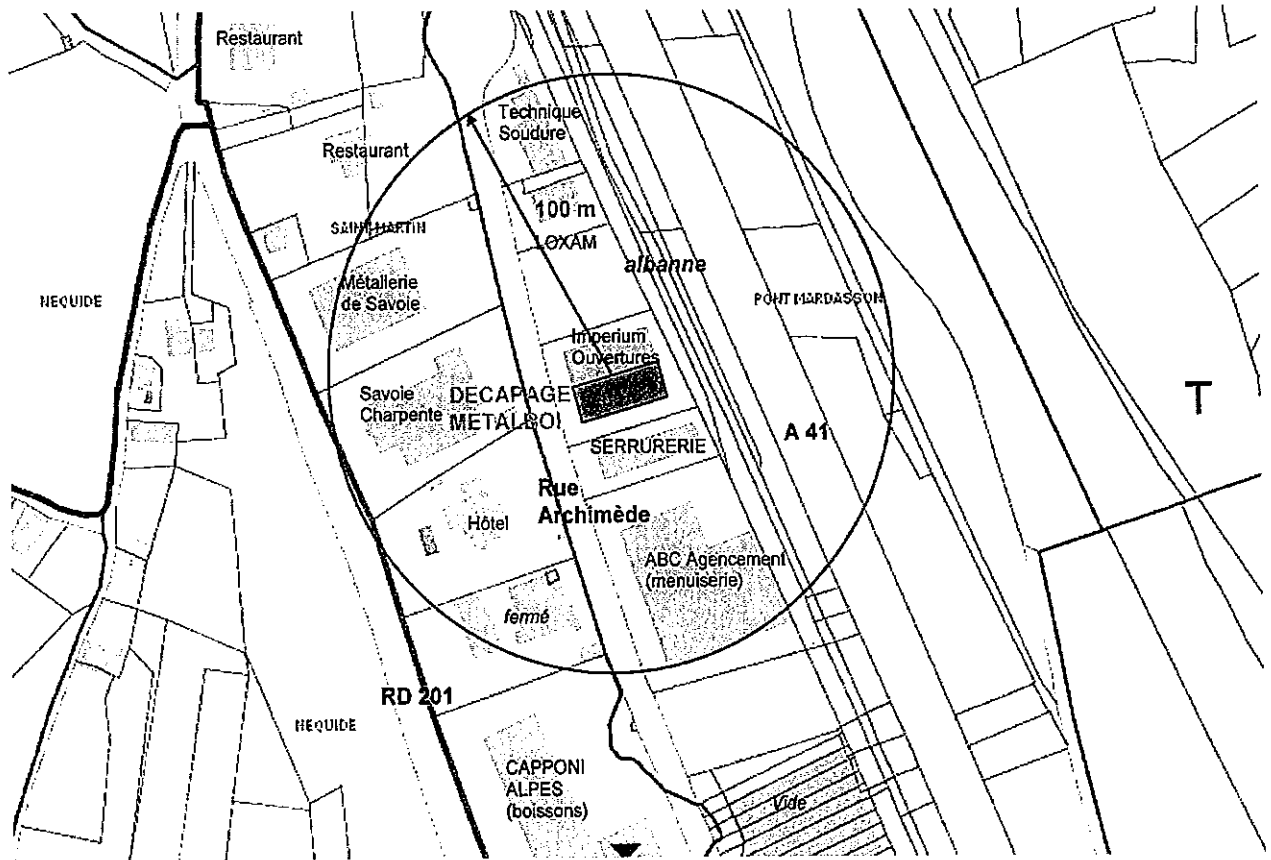 Restaurant
Technique
Soudure
Restaurant
100 m
SAINT-MARTIN
LOXAM
albanne
Métallerie
de Savoie
NEQUIDE
PONT MARDASSON
Imperium
Ouvertures
T
Savoie
Charpente
DECAPAGE
METALBOI
A 41
SERRURERIE
Rue
Archimède
Hôtel
ABC Agencement
(menuiserie)
fermé
RD 201
NEQUIDE
CAPPONI
ALPES
(boissons)
Vide